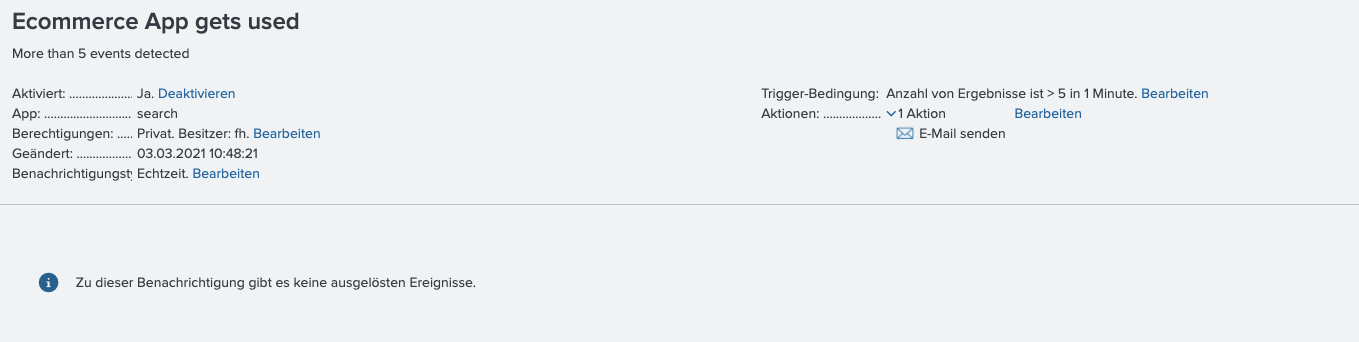 Ecommerce App gets used
More than 5 events detected
Aktiviert: .................... Ja. Deaktivieren
App: ........................... search
Berechtigungen: ..... Privat. Besitzer: fh. Bearbeiten
Geändert: ................. 03.03.2021 10:48:21
Benachrichtigungsty Echtzeit. Bearbeiten
Trigger-Bedingung: Anzahl von Ergebnisse ist > 5 in 1 Minute. Bearbeiten
Aktionen: .................. 1 Aktion Bearbeiten
E-Mail senden
Zu dieser Benachrichtigung gibt es keine ausgelösten Ereignisse.